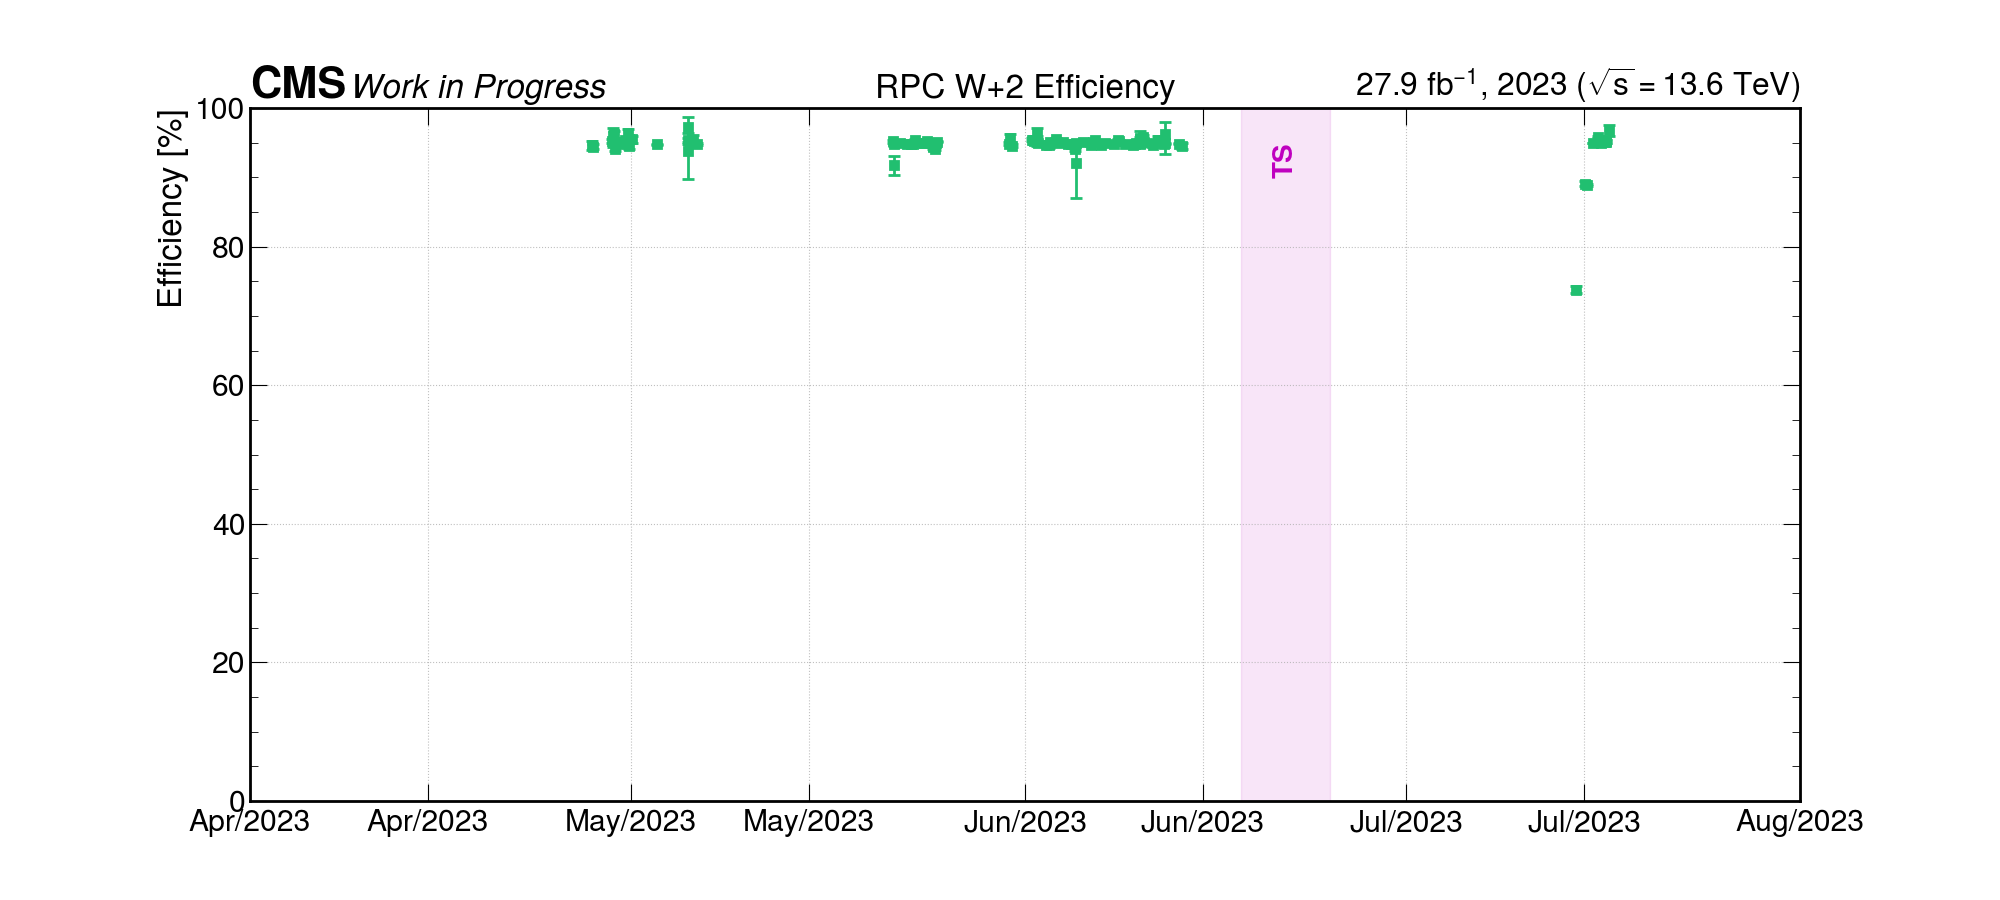 CMS Work in Progress RPC W+2 Efficiency 27.9 fb⁻¹, 2023 (√s = 13.6 TeV)
Efficiency [%]
100
80
60
40
20
0
TS
Apr/2023 Apr/2023 May/2023 May/2023 Jun/2023 Jun/2023 Jul/2023 Jul/2023 Aug/2023